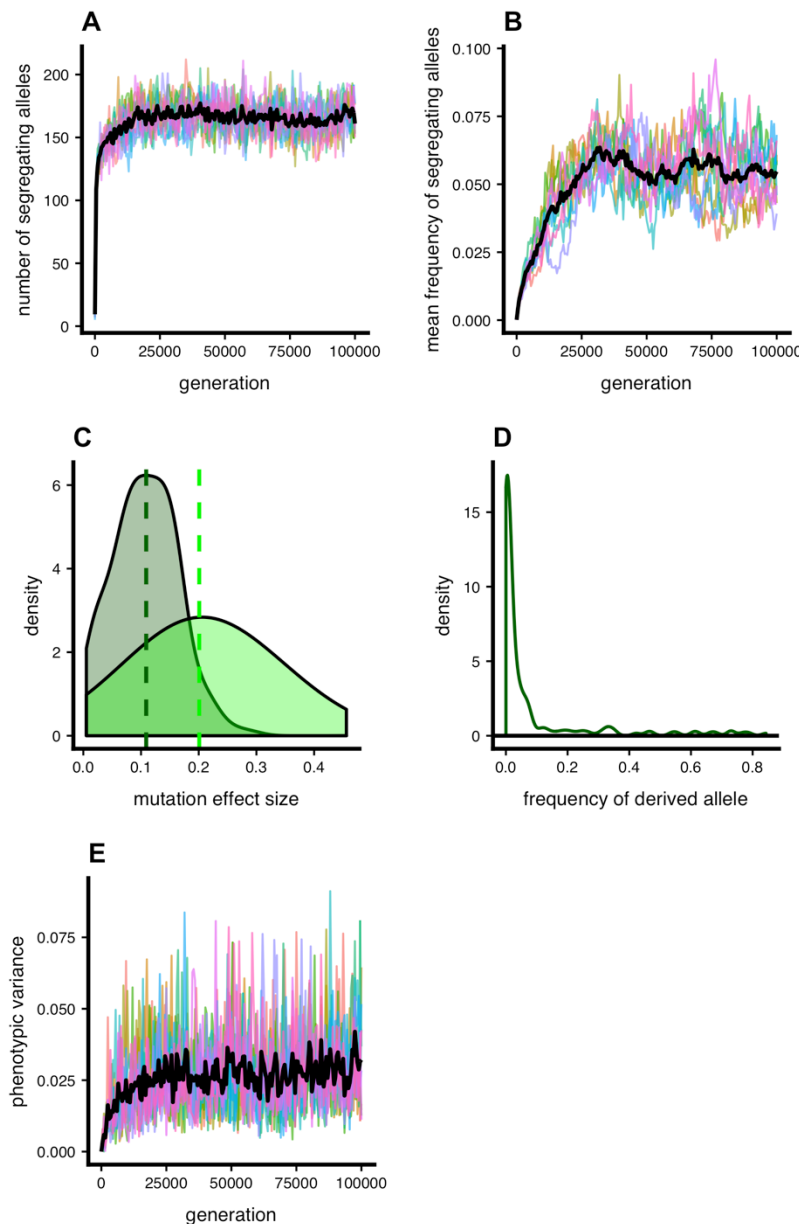 A
number of segregating alleles
200
150
100
50
0
0 25000 50000 75000 100000
generation
B
mean frequency of segregating alleles
0.100
0.075
0.050
0.025
0.000
0 25000 50000 75000 100000
generation
C
density
6
4
2
0
0.0 0.1 0.2 0.3 0.4
mutation effect size
D
density
15
10
5
0
0.0 0.2 0.4 0.6 0.8
frequency of derived allele
E
phenotypic variance
0.075
0.050
0.025
0.000
0 25000 50000 75000 100000
generation